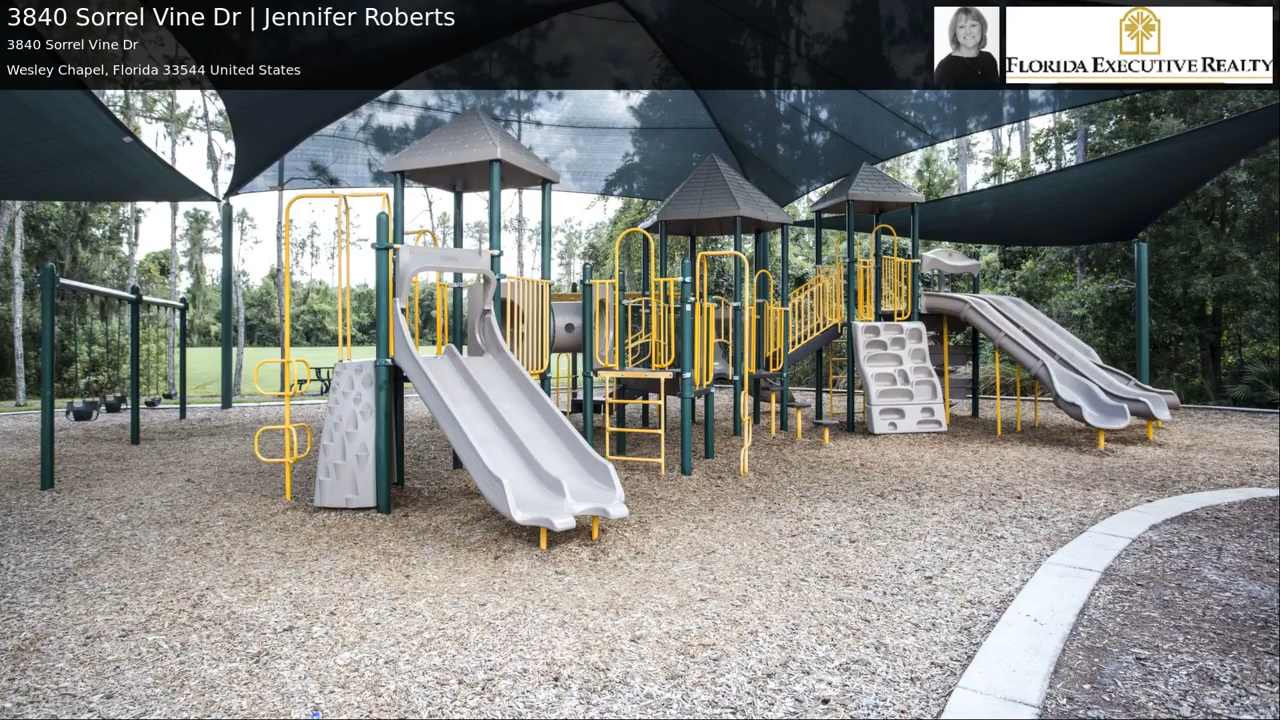 3840 Sorrel Vine Dr | Jennifer Roberts
3840 Sorrel Vine Dr
Wesley Chapel, Florida 33544 United States
FLORIDA EXECUTIVE REALTY